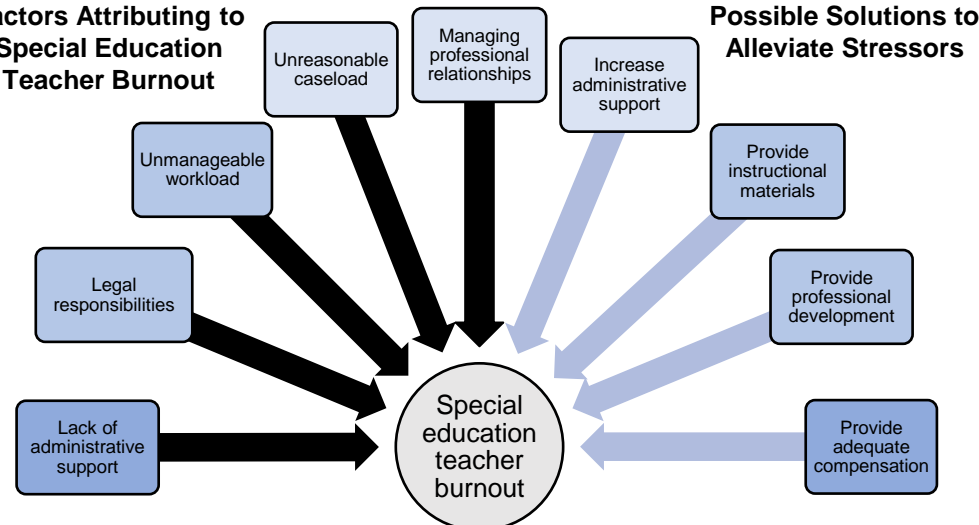 actors Attributing to
Special Education
Teacher Burnout
Possible Solutions to
Alleviate Stressors
Managing
professional
relationships
Unreasonable
caseload
Increase
administrative
support
Unmanageable
workload
Provide
instructional
materials
Legal
responsibilities
Provide
professional
development
Lack of
administrative
support
Special
education
teacher
burnout
Provide
adequate
compensation